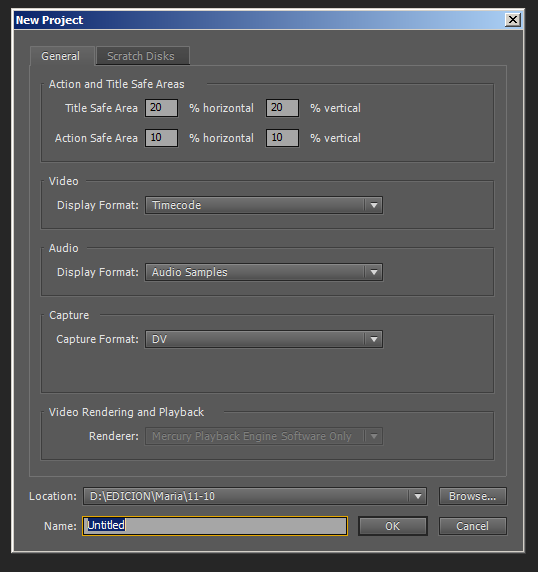 New Project
General Scratch Disks
Action and Title Safe Areas
Title Safe Area 20 % horizontal 20 % vertical
Action Safe Area 10 % horizontal 10 % vertical
Video
Display Format: Timecode
Audio
Display Format: Audio Samples
Capture
Capture Format: DV
Video Rendering and Playback
Renderer: Mercury Playback Engine Software Only
Location: D:\EDICION\Maria\11-10 Browse...
Name: Untitled OK Cancel